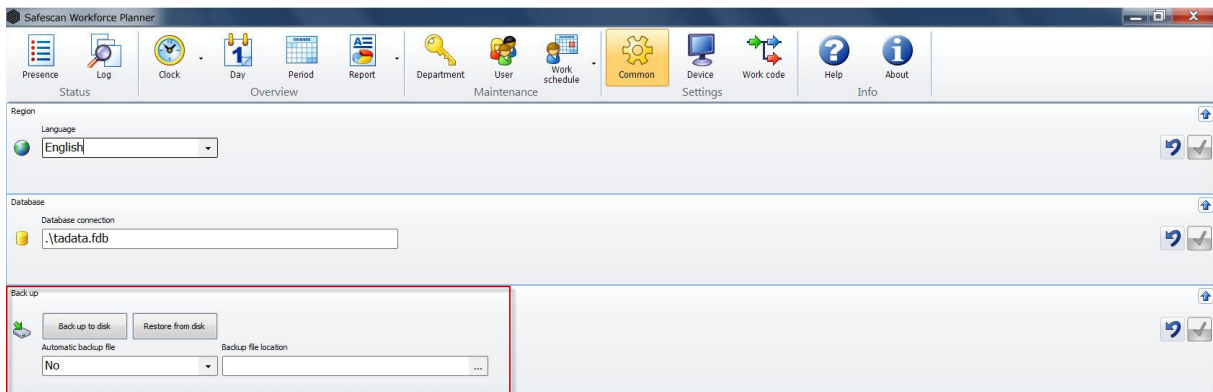 Safescan Workforce Planner
Presence Log Clock Day Period Report Department User Work schedule Common Device Work code Help About
Status Overview Maintenance Settings Info
Region
Language
English
Database
Database connection
.\tadata.fdb
Back up
Back up to disk Restore from disk
Automatic backup file Backup file location
No ...